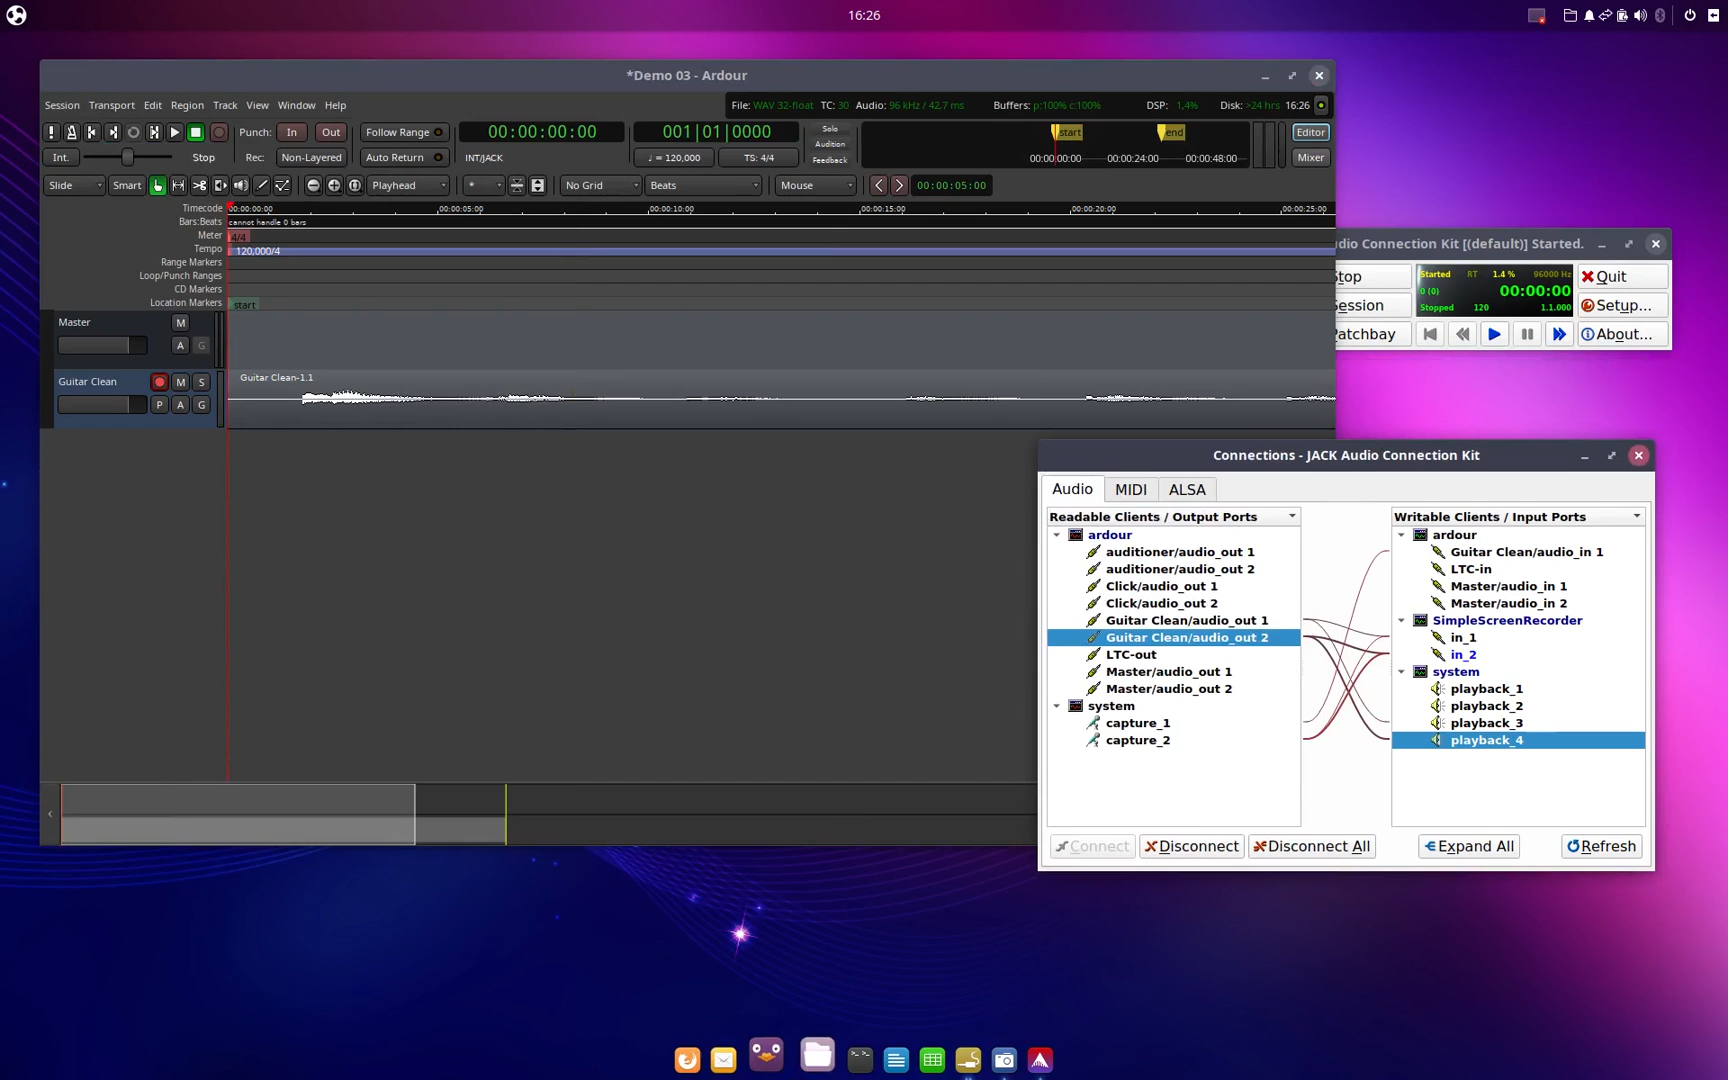 16:26
*Demo 03 - Ardour
Session Transport Edit Region Track View Window Help
File: WAV 32-float TC: 30 Audio: 96 kHz / 42,7 ms Buffers: p:100% c:100% DSP: 1,4% Disk: >24 hrs 16:26
Punch: In Out Follow Range 00:00:00:00 001|01|0000 Solo start end Editor
Audition
Int. Stop Rec: Non-Layered Auto Return INT/JACK ♩ = 120,000 TS: 4/4 Feedback 00:00:00:00 00:00:24:00 00:00:48:00 Mixer
Slide Smart Playhead * No Grid Beats Mouse 00:00:05:00
Timecode 00:00:00:00 00:00:05:00 00:00:10:00 00:00:15:00 00:00:20:00 00:00:25:00
Bars:Beats cannot handle 0 bars
Meter 4/4
Tempo 120,000/4
Range Markers
Loop/Punch Ranges
CD Markers
Location Markers start
Master M
A G
Guitar Clean M S Guitar Clean-1.1
P A G
dio Connection Kit [(default)] Started.
top Started RT 1.4 % 96000 Hz Quit
0 (0) 00:00:00
ession Stopped 120 1.1.000 Setup...
atchbay About...
Connections - JACK Audio Connection Kit
Audio MIDI ALSA
Readable Clients / Output Ports
ardour
auditioner/audio_out 1
auditioner/audio_out 2
Click/audio_out 1
Click/audio_out 2
Guitar Clean/audio_out 1
Guitar Clean/audio_out 2
LTC-out
Master/audio_out 1
Master/audio_out 2
system
capture_1
capture_2
Writable Clients / Input Ports
ardour
Guitar Clean/audio_in 1
LTC-in
Master/audio_in 1
Master/audio_in 2
SimpleScreenRecorder
in_1
in_2
system
playback_1
playback_2
playback_3
playback_4
Connect Disconnect Disconnect All Expand All Refresh